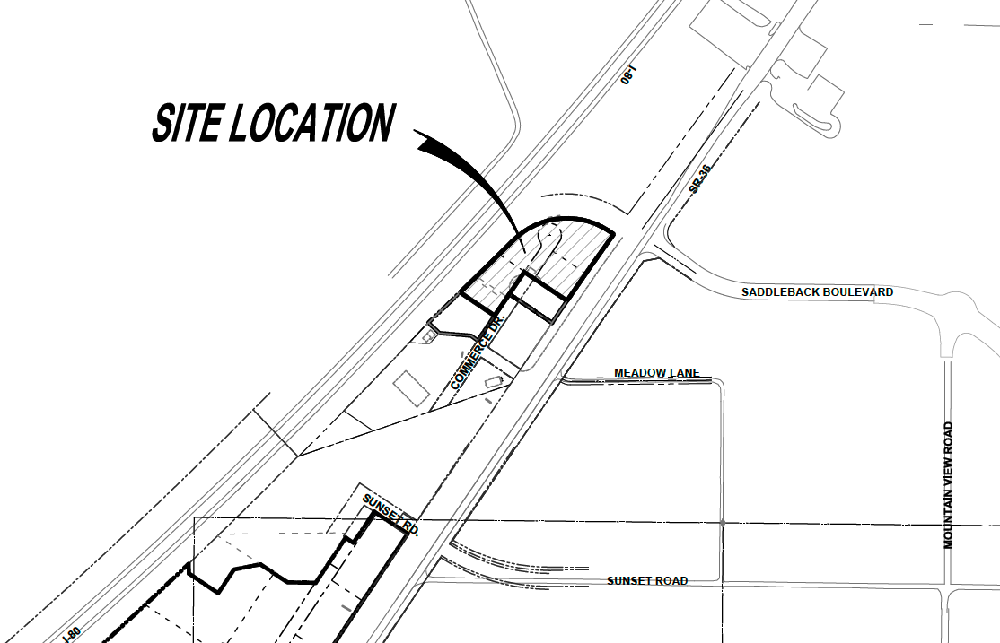 I-80
SITE LOCATION
SR-36
SADDLEBACK BOULEVARD
COMMERCE DR.
MEADOW LANE
MOUNTAIN VIEW ROAD
SUNSET RD.
SUNSET ROAD
I-80